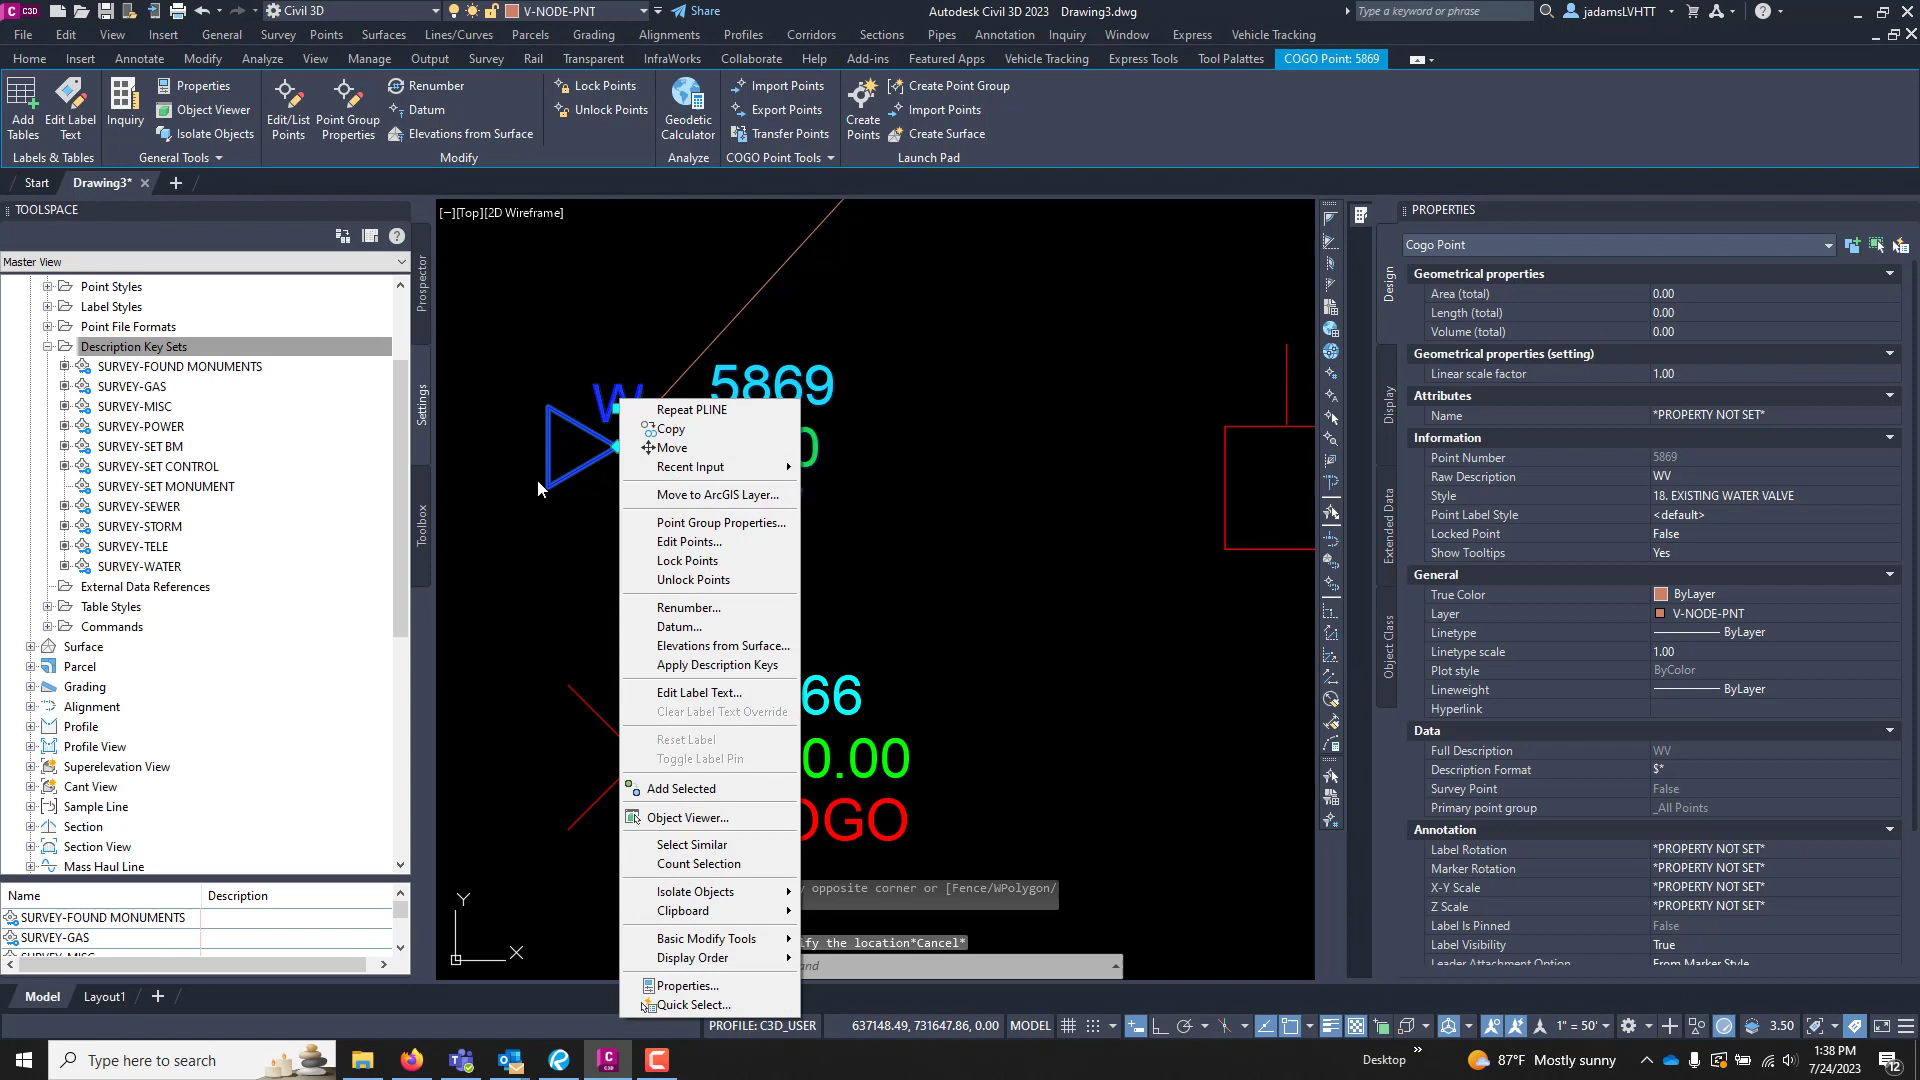 C3D Civil 3D V-NODE-PNT Share Autodesk Civil 3D 2023 Drawing3.dwg Type a keyword or phrase jadamsLVHTT
File Edit View Insert General Survey Points Surfaces Lines/Curves Parcels Grading Alignments Profiles Corridors Sections Pipes Annotation Inquiry Window Express Vehicle Tracking
Home Insert Annotate Modify Analyze View Manage Output Survey Rail Transparent InfraWorks Collaborate Help Add-ins Featured Apps Vehicle Tracking Express Tools Tool Palettes COGO Point: 5869
Add Tables
Edit Label Text
Labels & Tables
Inquiry
Properties
Object Viewer
Isolate Objects
General Tools
Edit/List Points
Point Group Properties
Renumber
Datum
Elevations from Surface
Lock Points
Unlock Points
Modify
Geodetic Calculator
Analyze
Import Points
Export Points
Transfer Points
COGO Point Tools
Create Points
Create Point Group
Import Points
Create Surface
Launch Pad
Start Drawing3*
TOOLSPACE
Master View
Point Styles
Label Styles
Point File Formats
Description Key Sets
SURVEY-FOUND MONUMENTS
SURVEY-GAS
SURVEY-MISC
SURVEY-POWER
SURVEY-SET BM
SURVEY-SET CONTROL
SURVEY-SET MONUMENT
SURVEY-SEWER
SURVEY-STORM
SURVEY-TELE
SURVEY-WATER
External Data References
Table Styles
Commands
Surface
Parcel
Grading
Alignment
Profile
Profile View
Superelevation View
Cant View
Sample Line
Section
Section View
Mass Haul Line
Name Description
SURVEY-FOUND MONUMENTS
SURVEY-GAS
Prospector
Settings
Toolbox
[−][Top][2D Wireframe]
W
5869
0
66
0.00
OGO
Y
X
Repeat PLINE
Copy
Move
Recent Input
Move to ArcGIS Layer...
Point Group Properties...
Edit Points...
Lock Points
Unlock Points
Renumber...
Datum...
Elevations from Surface...
Apply Description Keys
Edit Label Text...
Clear Label Text Override
Reset Label
Toggle Label Pin
Add Selected
Object Viewer...
Select Similar
Count Selection
Isolate Objects
Clipboard
Basic Modify Tools
Display Order
Properties...
Quick Select...
opposite corner or [Fence/WPolygon/
ify the location*Cancel*
and
PROPERTIES
Cogo Point
Design
Display
Extended Data
Object Class
Geometrical properties
Area (total) 0.00
Length (total) 0.00
Volume (total) 0.00
Geometrical properties (setting)
Linear scale factor 1.00
Attributes
Name *PROPERTY NOT SET*
Information
Point Number 5869
Raw Description WV
Style 18. EXISTING WATER VALVE
Point Label Style <default>
Locked Point False
Show Tooltips Yes
General
True Color ByLayer
Layer V-NODE-PNT
Linetype ByLayer
Linetype scale 1.00
Plot style ByColor
Lineweight ByLayer
Hyperlink
Data
Full Description WV
Description Format $*
Survey Point False
Primary point group _All Points
Annotation
Label Rotation *PROPERTY NOT SET*
Marker Rotation *PROPERTY NOT SET*
X-Y Scale *PROPERTY NOT SET*
Z Scale *PROPERTY NOT SET*
Label Is Pinned False
Label Visibility True
Leader Attachment Option From Marker Style
Model Layout1
PROFILE: C3D_USER 637148.49, 731647.86, 0.00 MODEL 1" = 50' 3.50
Type here to search
Desktop
87°F Mostly sunny
1:38 PM
7/24/2023
12